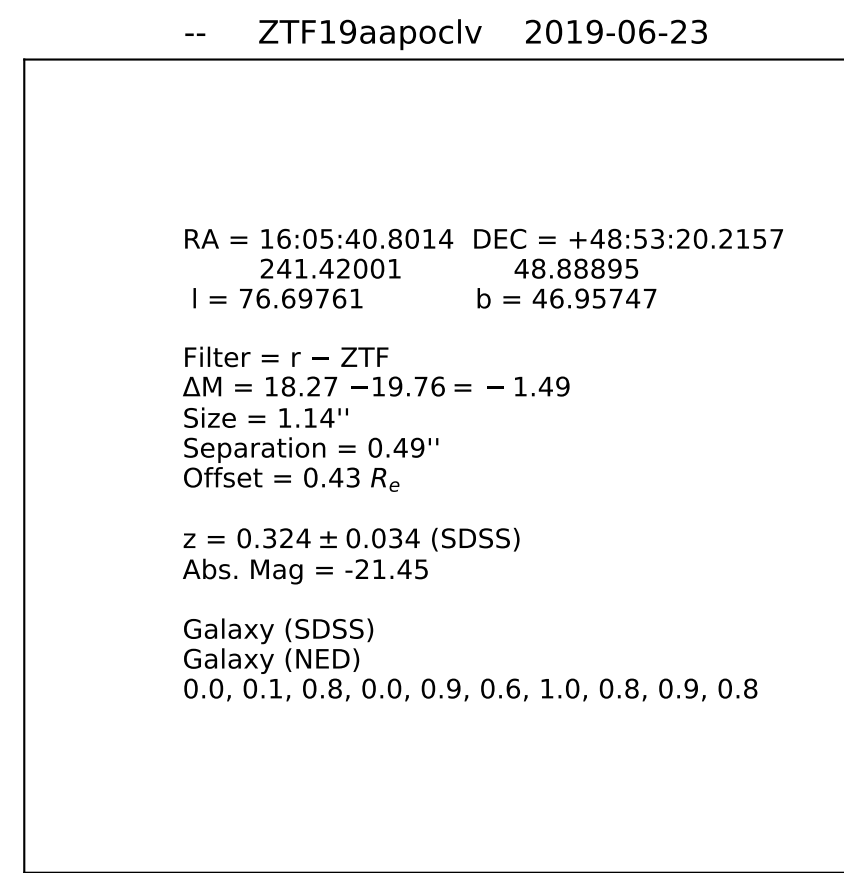 -- ZTF19aapoclv 2019-06-23
RA = 16:05:40.8014 DEC = +48:53:20.2157
241.42001 48.88895
l = 76.69761 b = 46.95747
Filter = r − ZTF
ΔM = 18.27 −19.76 = − 1.49
Size = 1.14''
Separation = 0.49''
Offset = 0.43 Rₑ
z = 0.324 ± 0.034 (SDSS)
Abs. Mag = -21.45
Galaxy (SDSS)
Galaxy (NED)
0.0, 0.1, 0.8, 0.0, 0.9, 0.6, 1.0, 0.8, 0.9, 0.8